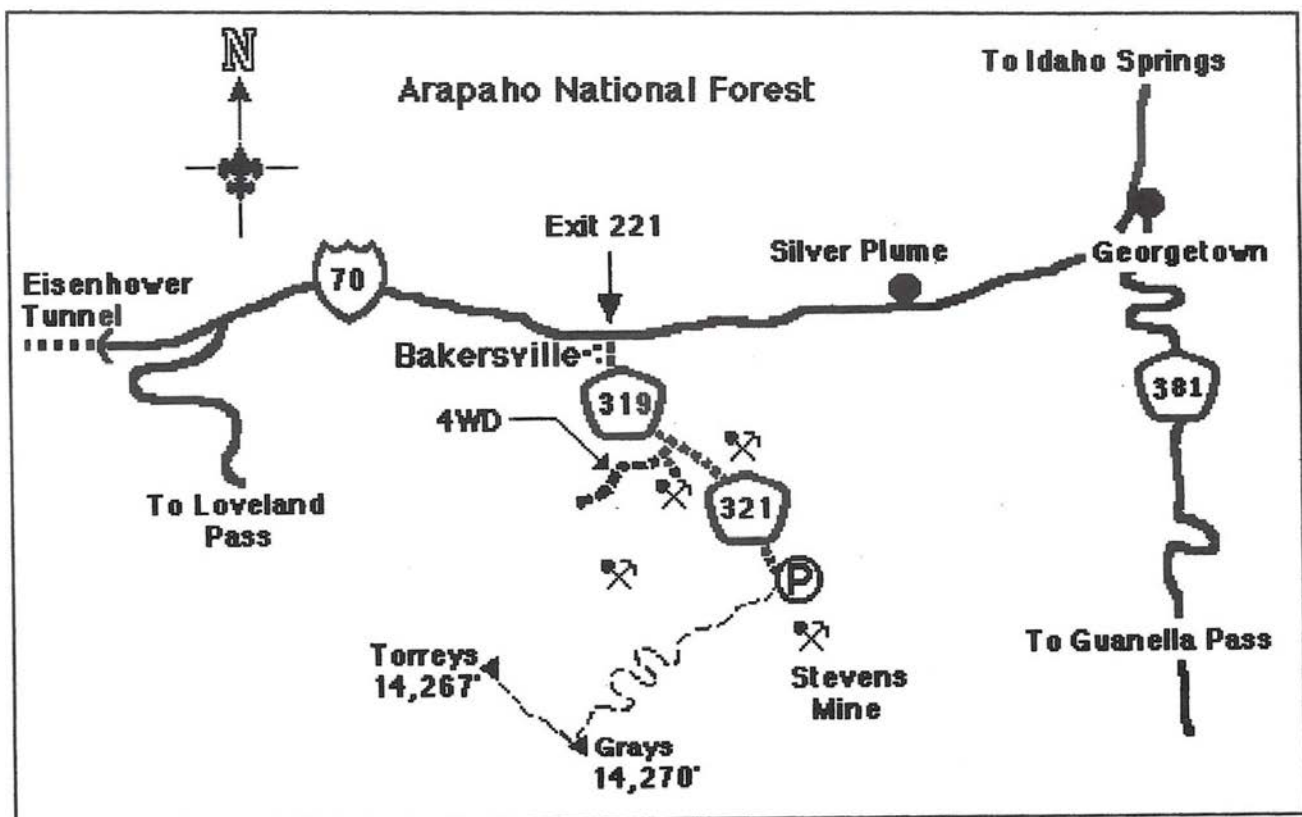 N
Arapaho National Forest
To Idaho Springs
Exit 221
Silver Plume
Georgetown
70
Eisenhower
Tunnel
Bakersville
319
381
4WD
321
To Loveland
Pass
P
To Guanella Pass
Torreys
14,267'
Stevens
Mine
Grays
14,270'